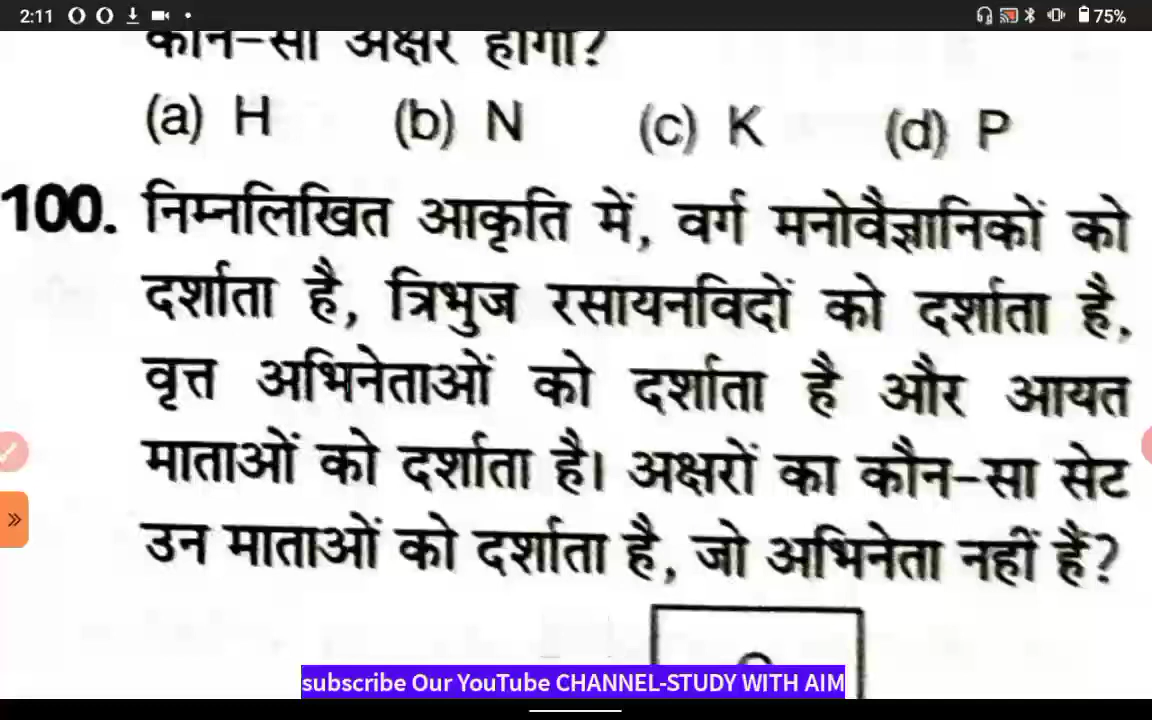 2:11
75%
कौन-सा अक्षर होगा?
(a) H (b) N (c) K (d) P
100. निम्नलिखित आकृति में, वर्ग मनोवैज्ञानिकों को
दर्शाता है, त्रिभुज रसायनविदों को दर्शाता है,
वृत्त अभिनेताओं को दर्शाता है और आयत
माताओं को दर्शाता है। अक्षरों का कौन-सा सेट
उन माताओं को दर्शाता है, जो अभिनेता नहीं हैं?
subscribe Our YouTube CHANNEL-STUDY WITH AIM